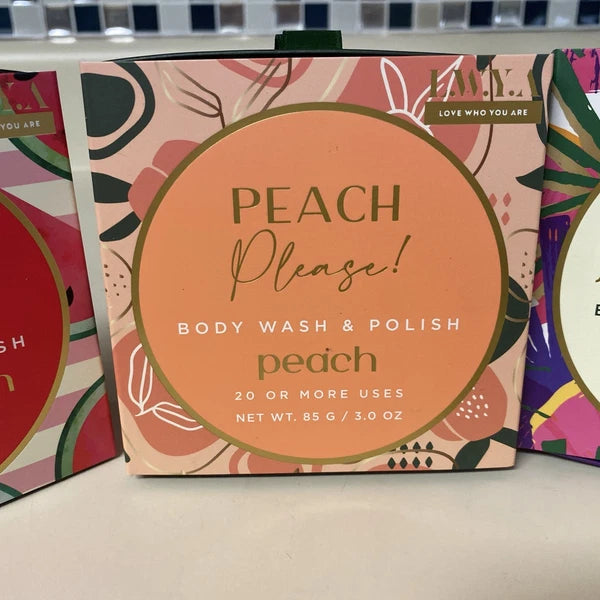 L.W.Y.A
LOVE WHO YOU ARE
PEACH
Please!
BODY WASH & POLISH
peach
20 OR MORE USES
NET WT. 85 G / 3.0 OZ
Y.A
YOU ARE
SH